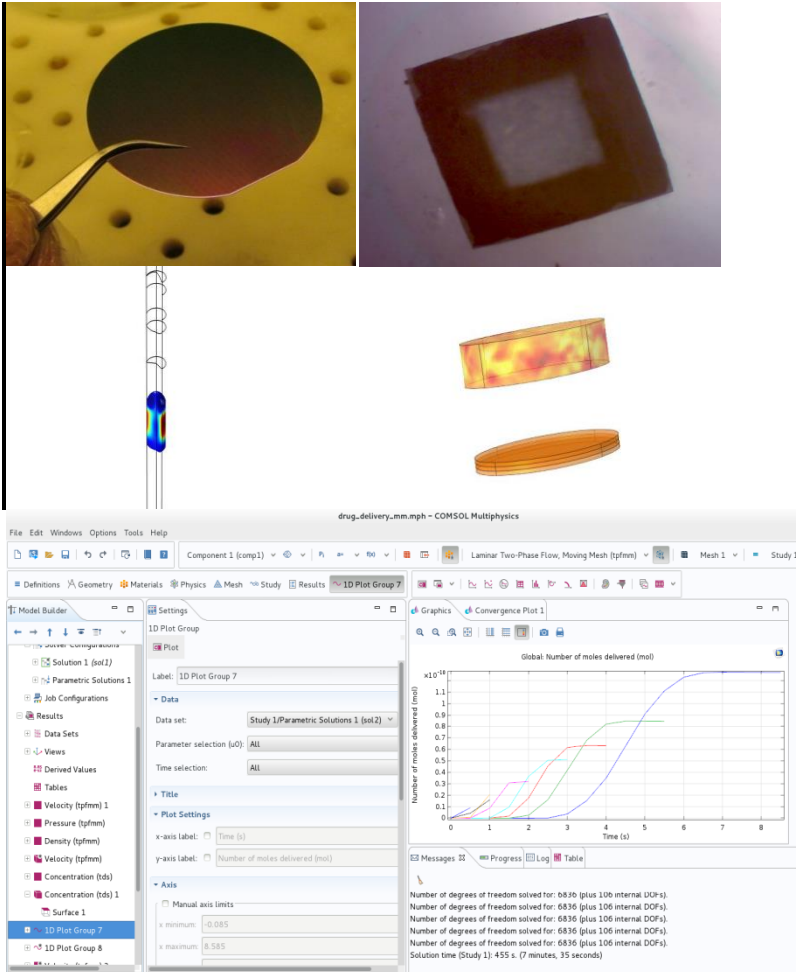 drug_delivery_mm.mph – COMSOL Multiphysics
File Edit Windows Options Tools Help
Component 1 (comp1)
Pi
a=
f(x)
Laminar Two-Phase Flow, Moving Mesh (tpfmm)
Mesh 1
Study 1
Definitions
Geometry
Materials
Physics
Mesh
Study
Results
1D Plot Group 7
Model Builder
Settings
Graphics
Convergence Plot 1
1D Plot Group
Plot
Label: 1D Plot Group 7
Data
Data set: Study 1/Parametric Solutions 1 (sol2)
Parameter selection (u0): All
Time selection: All
Title
Plot Settings
x-axis label: Time (s)
y-axis label: Number of moles delivered (mol)
Axis
Manual axis limits
x minimum: -0.085
x maximum: 8.585
Solver Configurations
Solution 1 (sol1)
Parametric Solutions 1
Job Configurations
Results
Data Sets
Views
Derived Values
Tables
Velocity (tpfmm) 1
Pressure (tpfmm)
Density (tpfmm)
Velocity (tpfmm)
Concentration (tds)
Concentration (tds) 1
Surface 1
1D Plot Group 7
1D Plot Group 8
Global: Number of moles delivered (mol)
×10⁻¹⁸
1.1
1
0.9
0.8
0.7
0.6
0.5
0.4
0.3
0.2
0.1
0
Number of moles delivered (mol)
0 1 2 3 4 5 6 7 8
Time (s)
Messages
Progress
Log
Table
Number of degrees of freedom solved for: 6836 (plus 106 internal DOFs).
Number of degrees of freedom solved for: 6836 (plus 106 internal DOFs).
Number of degrees of freedom solved for: 6836 (plus 106 internal DOFs).
Number of degrees of freedom solved for: 6836 (plus 106 internal DOFs).
Number of degrees of freedom solved for: 6836 (plus 106 internal DOFs).
Solution time (Study 1): 455 s. (7 minutes, 35 seconds)